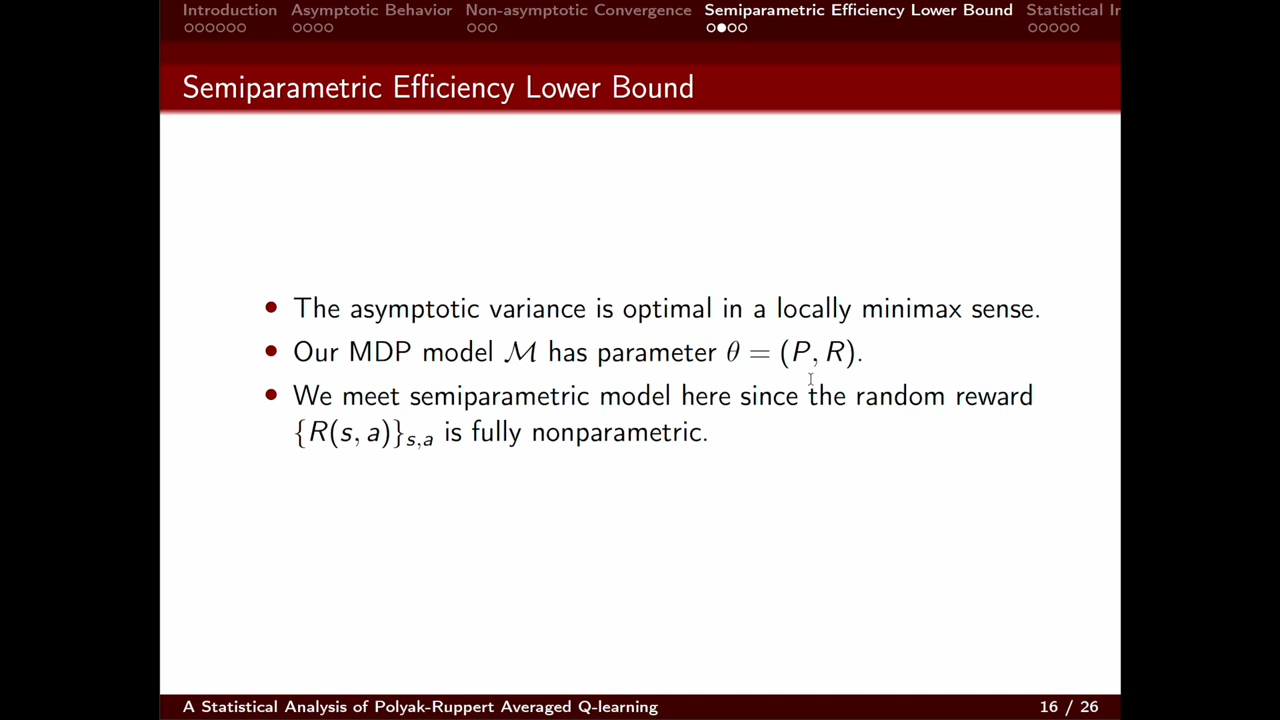 Introduction Asymptotic Behavior Non-asymptotic Convergence Semiparametric Efficiency Lower Bound Statistical
Semiparametric Efficiency Lower Bound
• The asymptotic variance is optimal in a locally minimax sense.
• Our MDP model ℳ has parameter θ = (P, R).
• We meet semiparametric model here since the random reward
{R(s, a)}ₛ,ₐ is fully nonparametric.
A Statistical Analysis of Polyak-Ruppert Averaged Q-learning 16 / 26